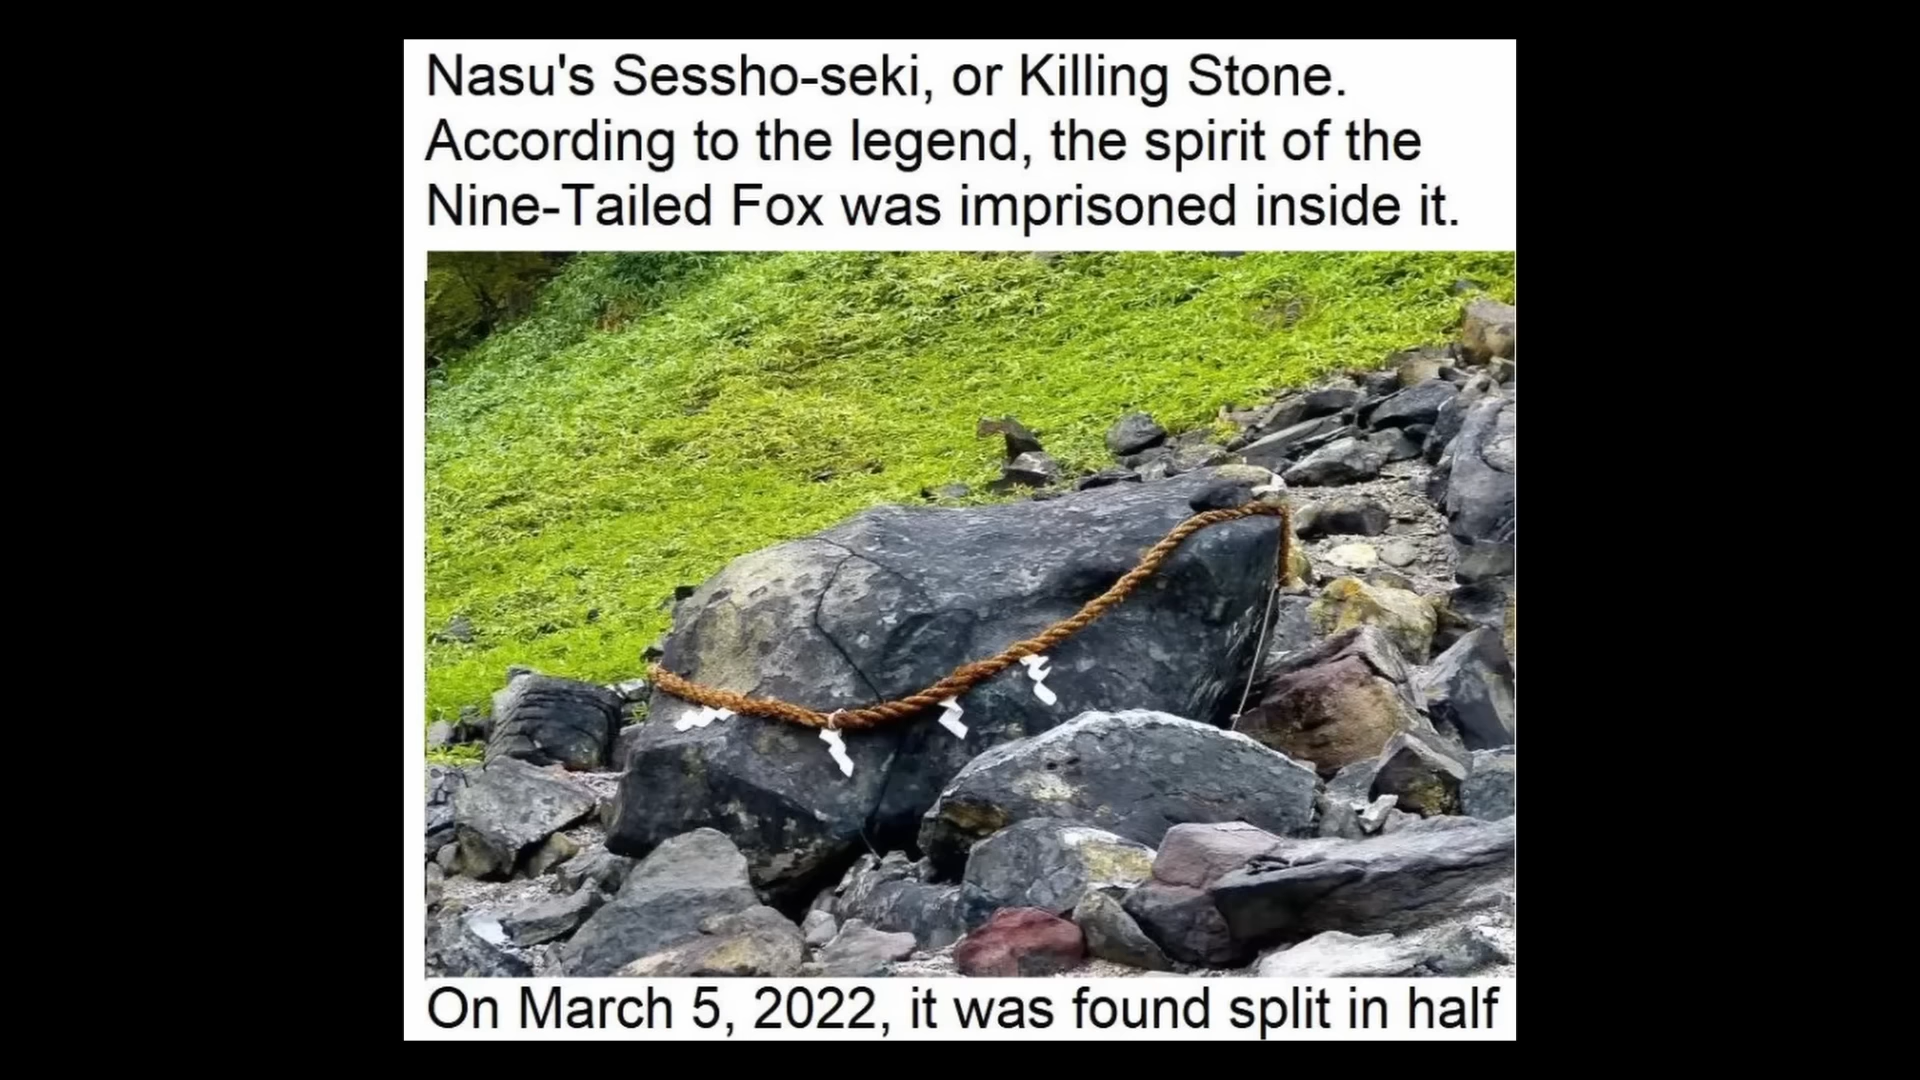 Nasu's Sessho-seki, or Killing Stone.
According to the legend, the spirit of the
Nine-Tailed Fox was imprisoned inside it.
On March 5, 2022, it was found split in half